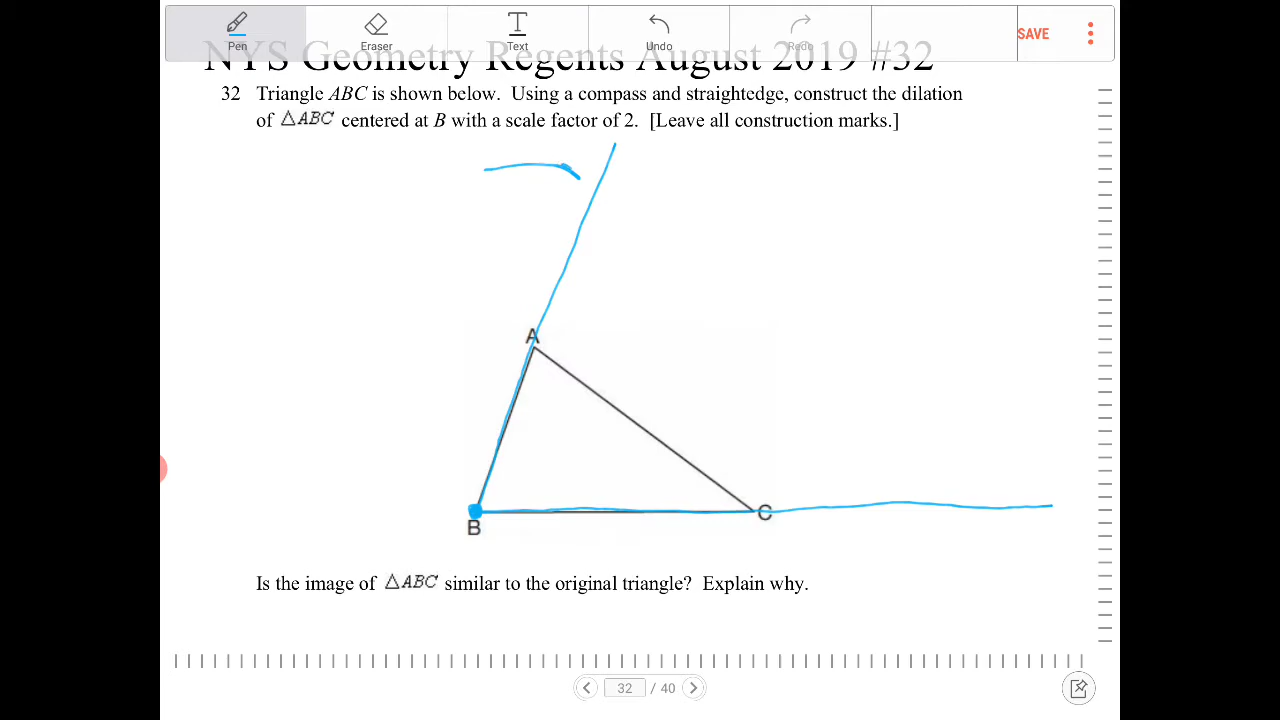 Pen Eraser Text Undo Redo SAVE
NYS Geometry Regents August 2019 #32
32 Triangle ABC is shown below. Using a compass and straightedge, construct the dilation
of △ABC centered at B with a scale factor of 2. [Leave all construction marks.]
A
B
C
Is the image of △ABC similar to the original triangle? Explain why.
32 / 40